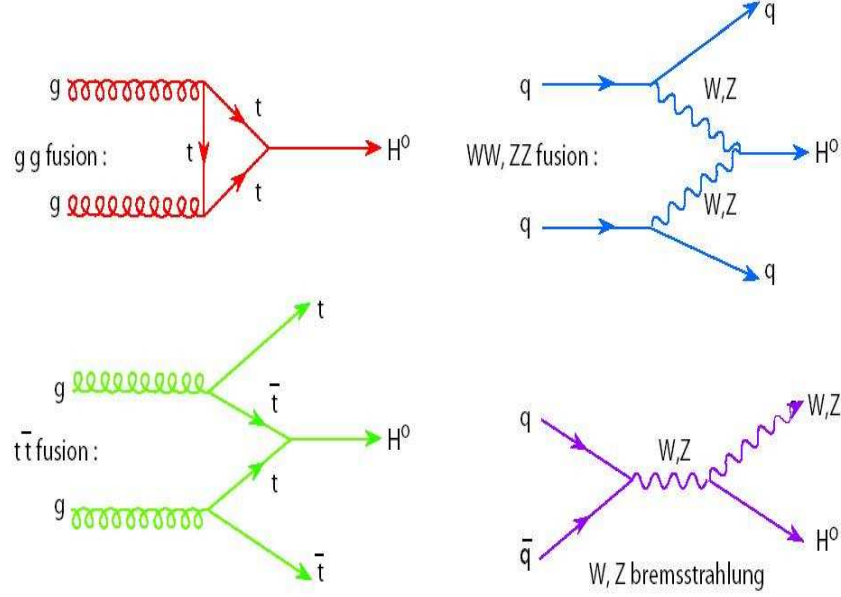 g
t
g g fusion :
t
H⁰
t
g
q
q
W,Z
WW, ZZ fusion :
H⁰
W,Z
q
q
t
g
t̄
t t̄ fusion :
H⁰
t
g
t̄
q
W,Z
W,Z
q̄
H⁰
W, Z bremsstrahlung